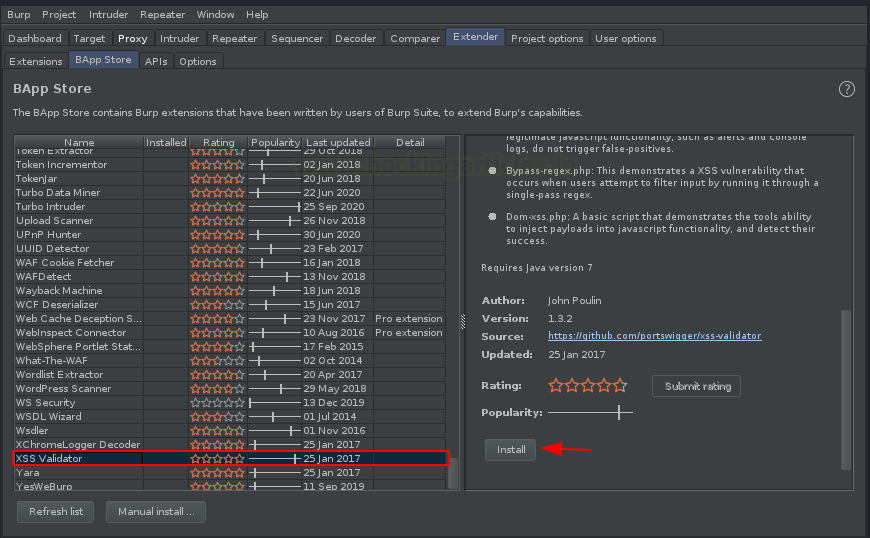 Burp Project Intruder Repeater Window Help
Dashboard Target Proxy Intruder Repeater Sequencer Decoder Comparer Extender Project options User options
Extensions BApp Store APIs Options
BApp Store
?
The BApp Store contains Burp extensions that have been written by users of Burp Suite, to extend Burp's capabilities.
Name Installed Rating Popularity Last updated Detail
Token Extractor 29 Oct 2018
Token Incrementor 02 Jan 2018
TokenJar 20 Jun 2018
Turbo Data Miner 22 Jun 2020
Turbo Intruder 25 Sep 2020
Upload Scanner 26 Nov 2018
UPnP Hunter 30 Jun 2020
UUID Detector 23 Feb 2017
WAF Cookie Fetcher 16 Jan 2018
WAFDetect 13 Nov 2018
Wayback Machine 18 Jun 2018
WCF Deserializer 15 Jun 2017
Web Cache Deception S... 23 Nov 2017 Pro extension
WebInspect Connector 10 Aug 2016 Pro extension
WebSphere Portlet Stat... 17 Feb 2015
What-The-WAF 02 Oct 2014
Wordlist Extractor 20 Apr 2017
WordPress Scanner 29 May 2018
WS Security 13 Dec 2019
WSDL Wizard 01 Jul 2014
Wsdler 01 Nov 2016
XChromeLogger Decoder 25 Jan 2017
XSS Validator 25 Jan 2017
Yara 25 Jan 2017
YesWeBurp 11 Sep 2019
legitimate javascript functionality, such as alerts and console
logs, do not trigger false-positives.
Bypass-regex.php: This demonstrates a XSS vulnerability that
occurs when users attempt to filter input by running it through a
single-pass regex.
Dom-xss.php: A basic script that demonstrates the tools ability
to inject payloads into javascript functionality, and detect their
success.
Requires Java version 7
Author: John Poulin
Version: 1.3.2
Source: https://github.com/portswigger/xss-validator
Updated: 25 Jan 2017
Rating: Submit rating
Popularity:
Install
Refresh list Manual install ...